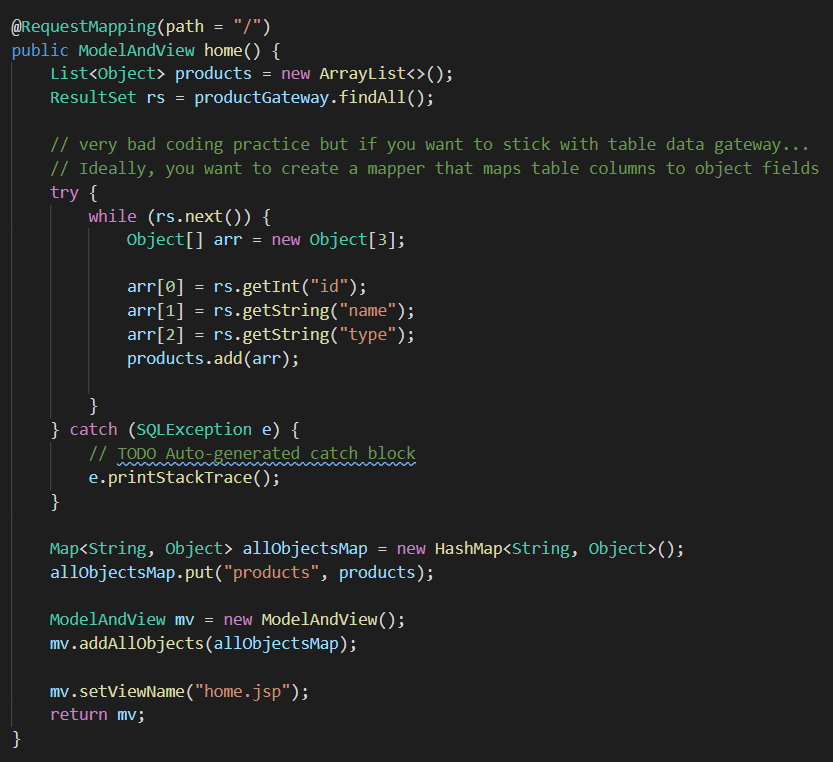 @RequestMapping(path = "/")
public ModelAndView home() {
    List<Object> products = new ArrayList<>();
    ResultSet rs = productGateway.findAll();

    // very bad coding practice but if you want to stick with table data gateway...
    // Ideally, you want to create a mapper that maps table columns to object fields
    try {
        while (rs.next()) {
            Object[] arr = new Object[3];

            arr[0] = rs.getInt("id");
            arr[1] = rs.getString("name");
            arr[2] = rs.getString("type");
            products.add(arr);

        }
    } catch (SQLException e) {
        // TODO Auto-generated catch block
        e.printStackTrace();
    }

    Map<String, Object> allObjectsMap = new HashMap<String, Object>();
    allObjectsMap.put("products", products);

    ModelAndView mv = new ModelAndView();
    mv.addAllObjects(allObjectsMap);

    mv.setViewName("home.jsp");
    return mv;
}